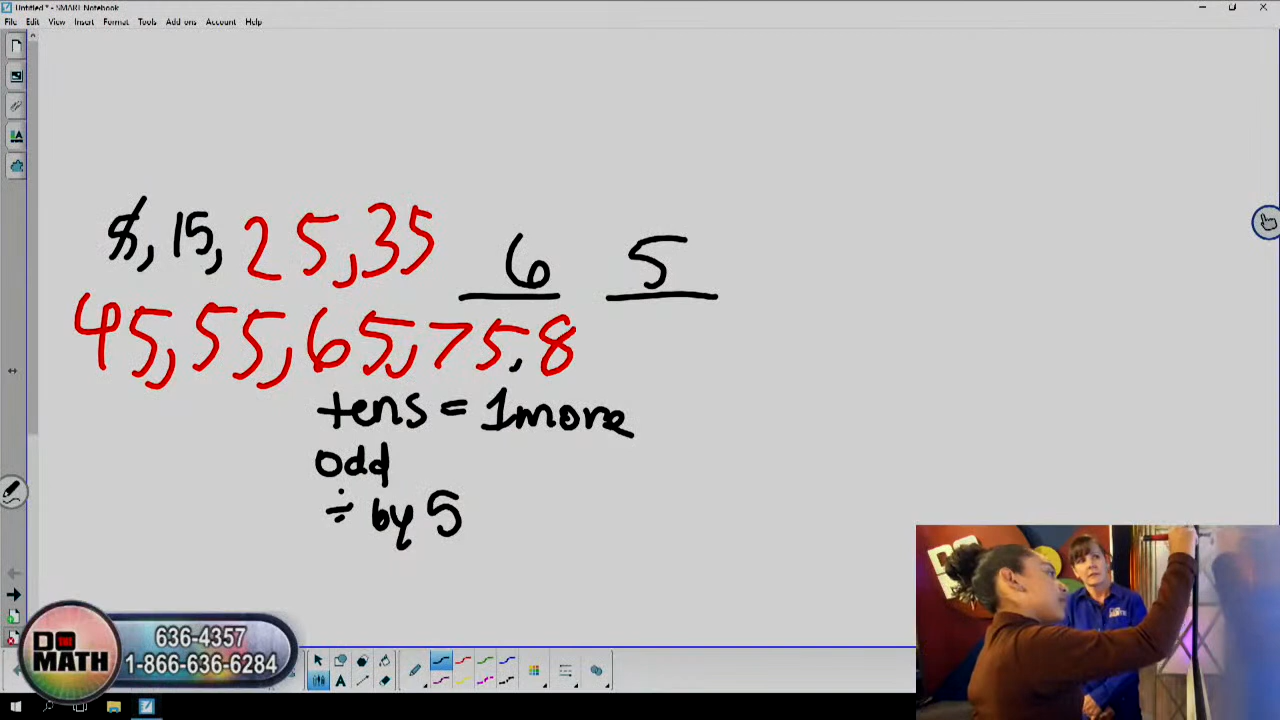 Untitled * - SMART Notebook
File Edit View Insert Format Tools Add-ons Account Help
5, 15, 25, 35
6 5
45, 55, 65, 75, 8
tens = 1 more
odd
÷ by 5
DO THE MATH
636-4357
1-866-636-6284
DO
MATH